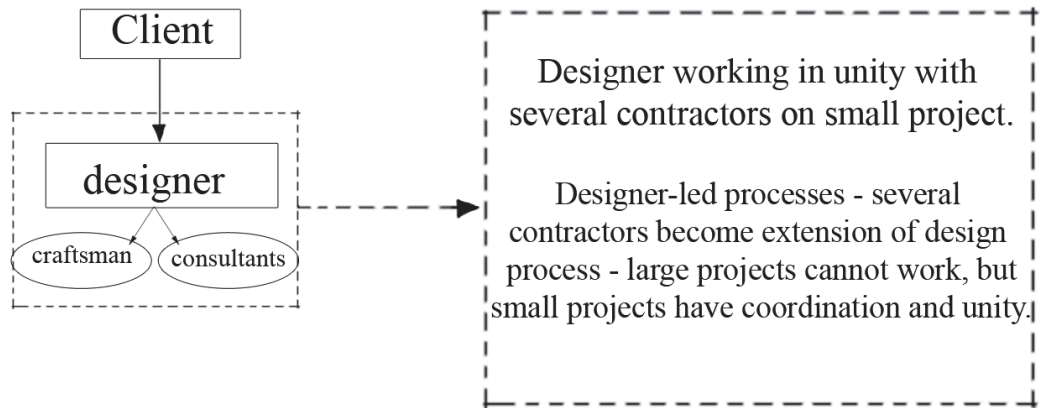 Client
designer
craftsman
consultants
Designer working in unity with
several contractors on small project.
Designer-led processes - several
contractors become extension of design
process - large projects cannot work, but
small projects have coordination and unity.